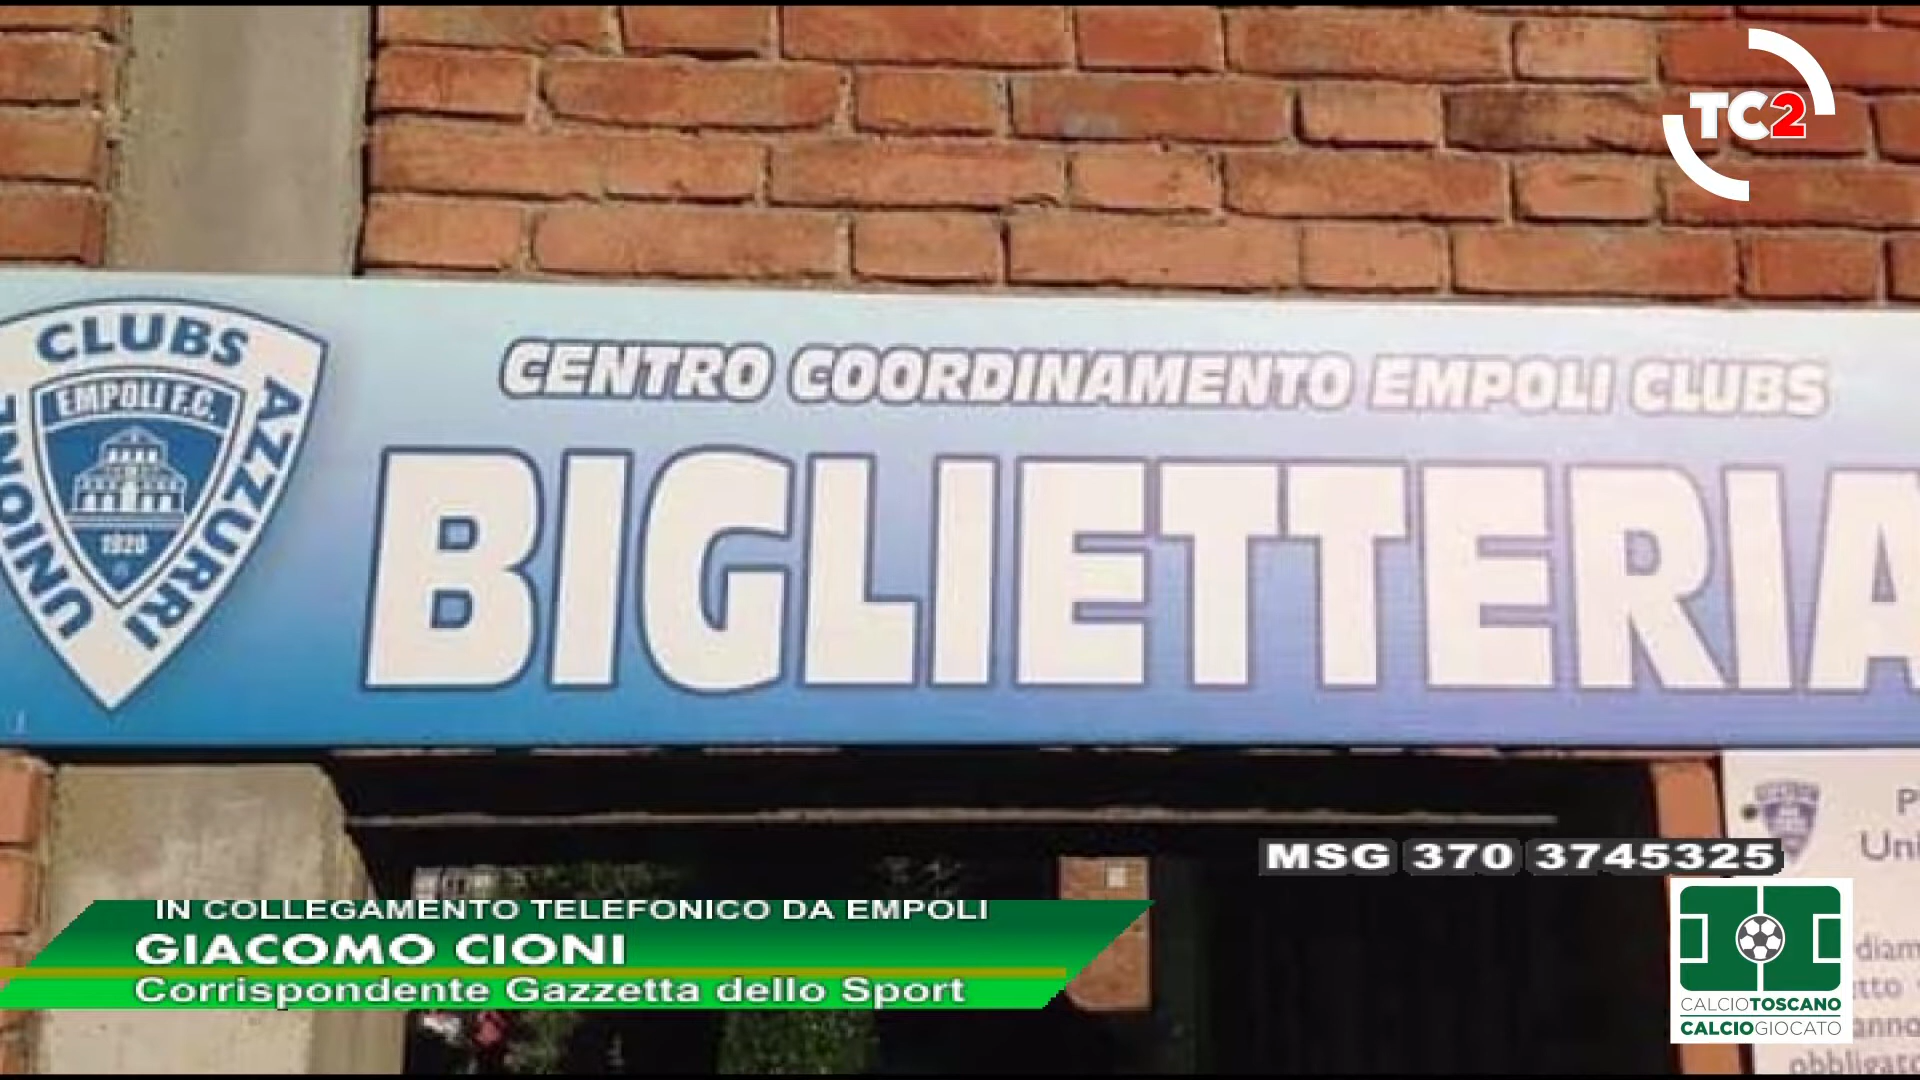 TC2
CLUBS
AZZURRI
UNIONE
EMPOLI F.C.
1920
CENTRO COORDINAMENTO EMPOLI CLUBS
BIGLIETTERIA
MSG 370 3745325
IN COLLEGAMENTO TELEFONICO DA EMPOLI
GIACOMO CIONI
Corrispondente Gazzetta dello Sport
CALCIOTOSCANO
CALCIOGIOCATO